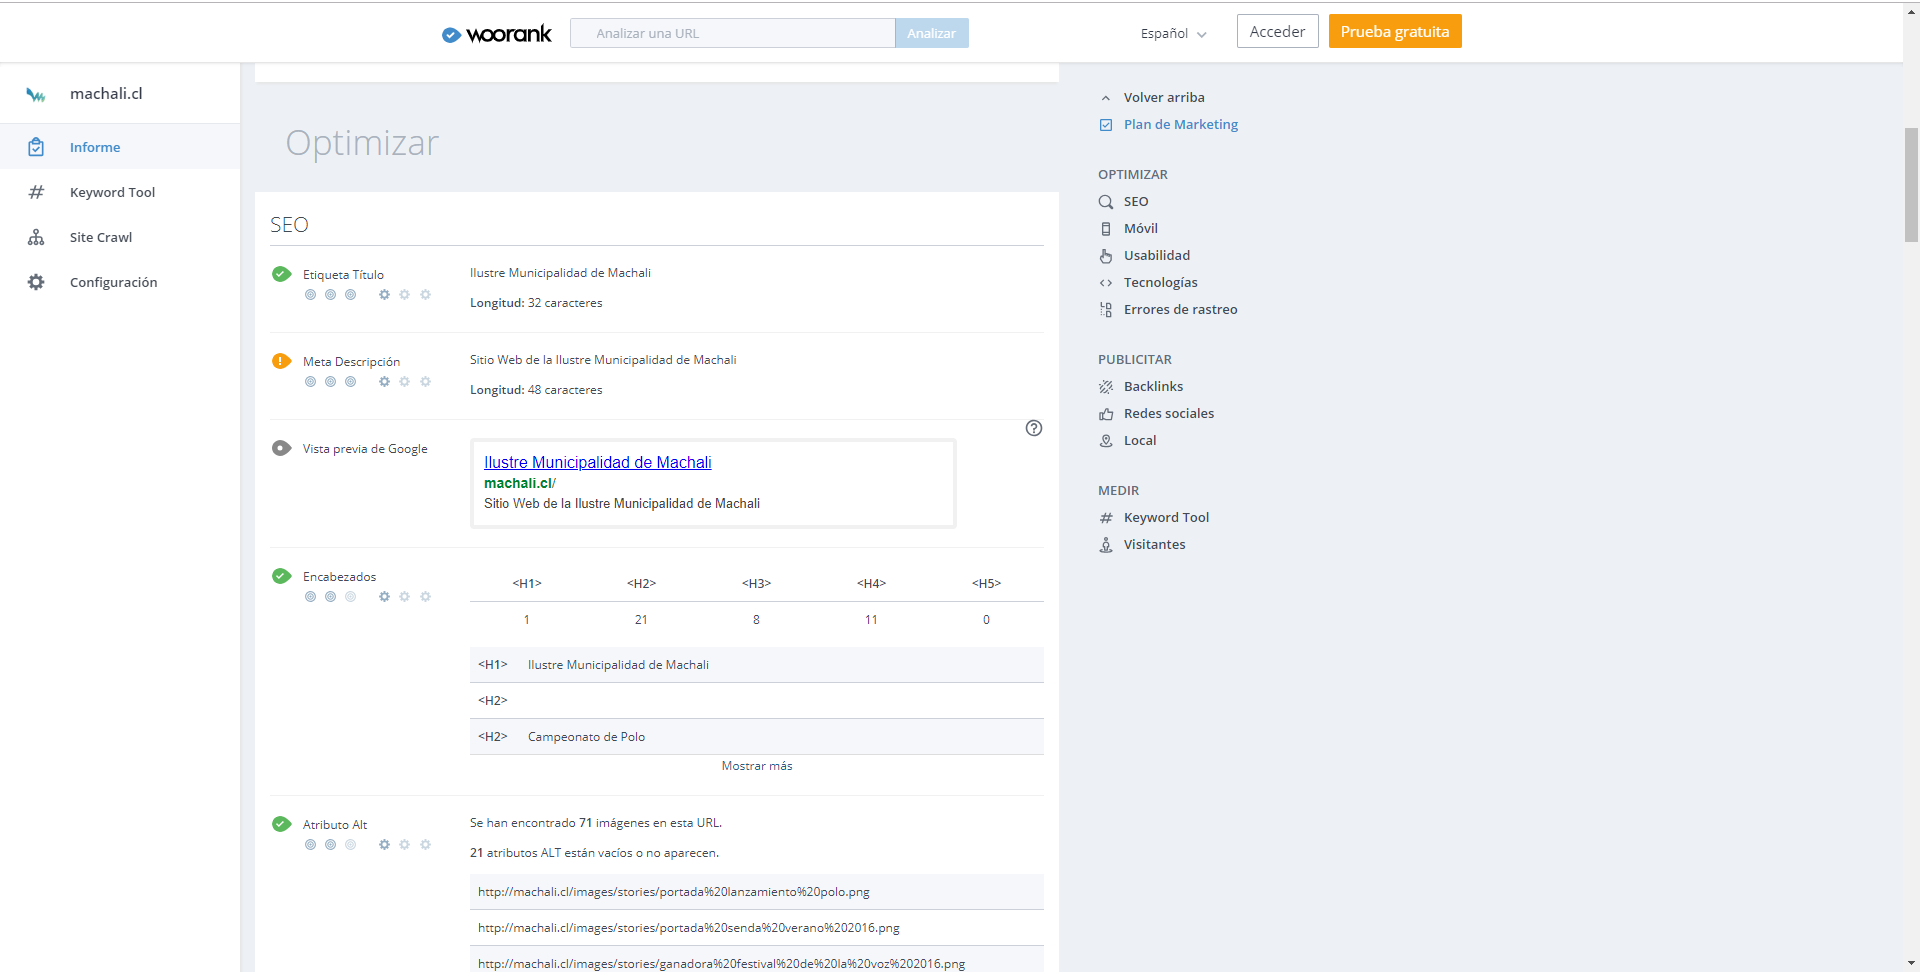 woorank
Analizar una URL
Analizar
Español
Acceder
Prueba gratuita
machali.cl
Informe
Keyword Tool
Site Crawl
Configuración
Optimizar
SEO
Etiqueta Título
Ilustre Municipalidad de Machali
Longitud: 32 caracteres
Meta Descripción
Sitio Web de la Ilustre Municipalidad de Machali
Longitud: 48 caracteres
Vista previa de Google
Ilustre Municipalidad de Machali
machali.cl/
Sitio Web de la Ilustre Municipalidad de Machali
Encabezados
<H1> <H2> <H3> <H4> <H5>
1 21 8 11 0
<H1> Ilustre Municipalidad de Machali
<H2>
<H2> Campeonato de Polo
Mostrar más
Atributo Alt
Se han encontrado 71 imágenes en esta URL.
21 atributos ALT están vacíos o no aparecen.
http://machali.cl/images/stories/portada%20lanzamiento%20polo.png
http://machali.cl/images/stories/portada%20senda%20verano%202016.png
http://machali.cl/images/stories/ganadora%20festival%20de%20la%20voz%202016.png
Volver arriba
Plan de Marketing
OPTIMIZAR
SEO
Móvil
Usabilidad
Tecnologías
Errores de rastreo
PUBLICITAR
Backlinks
Redes sociales
Local
MEDIR
Keyword Tool
Visitantes